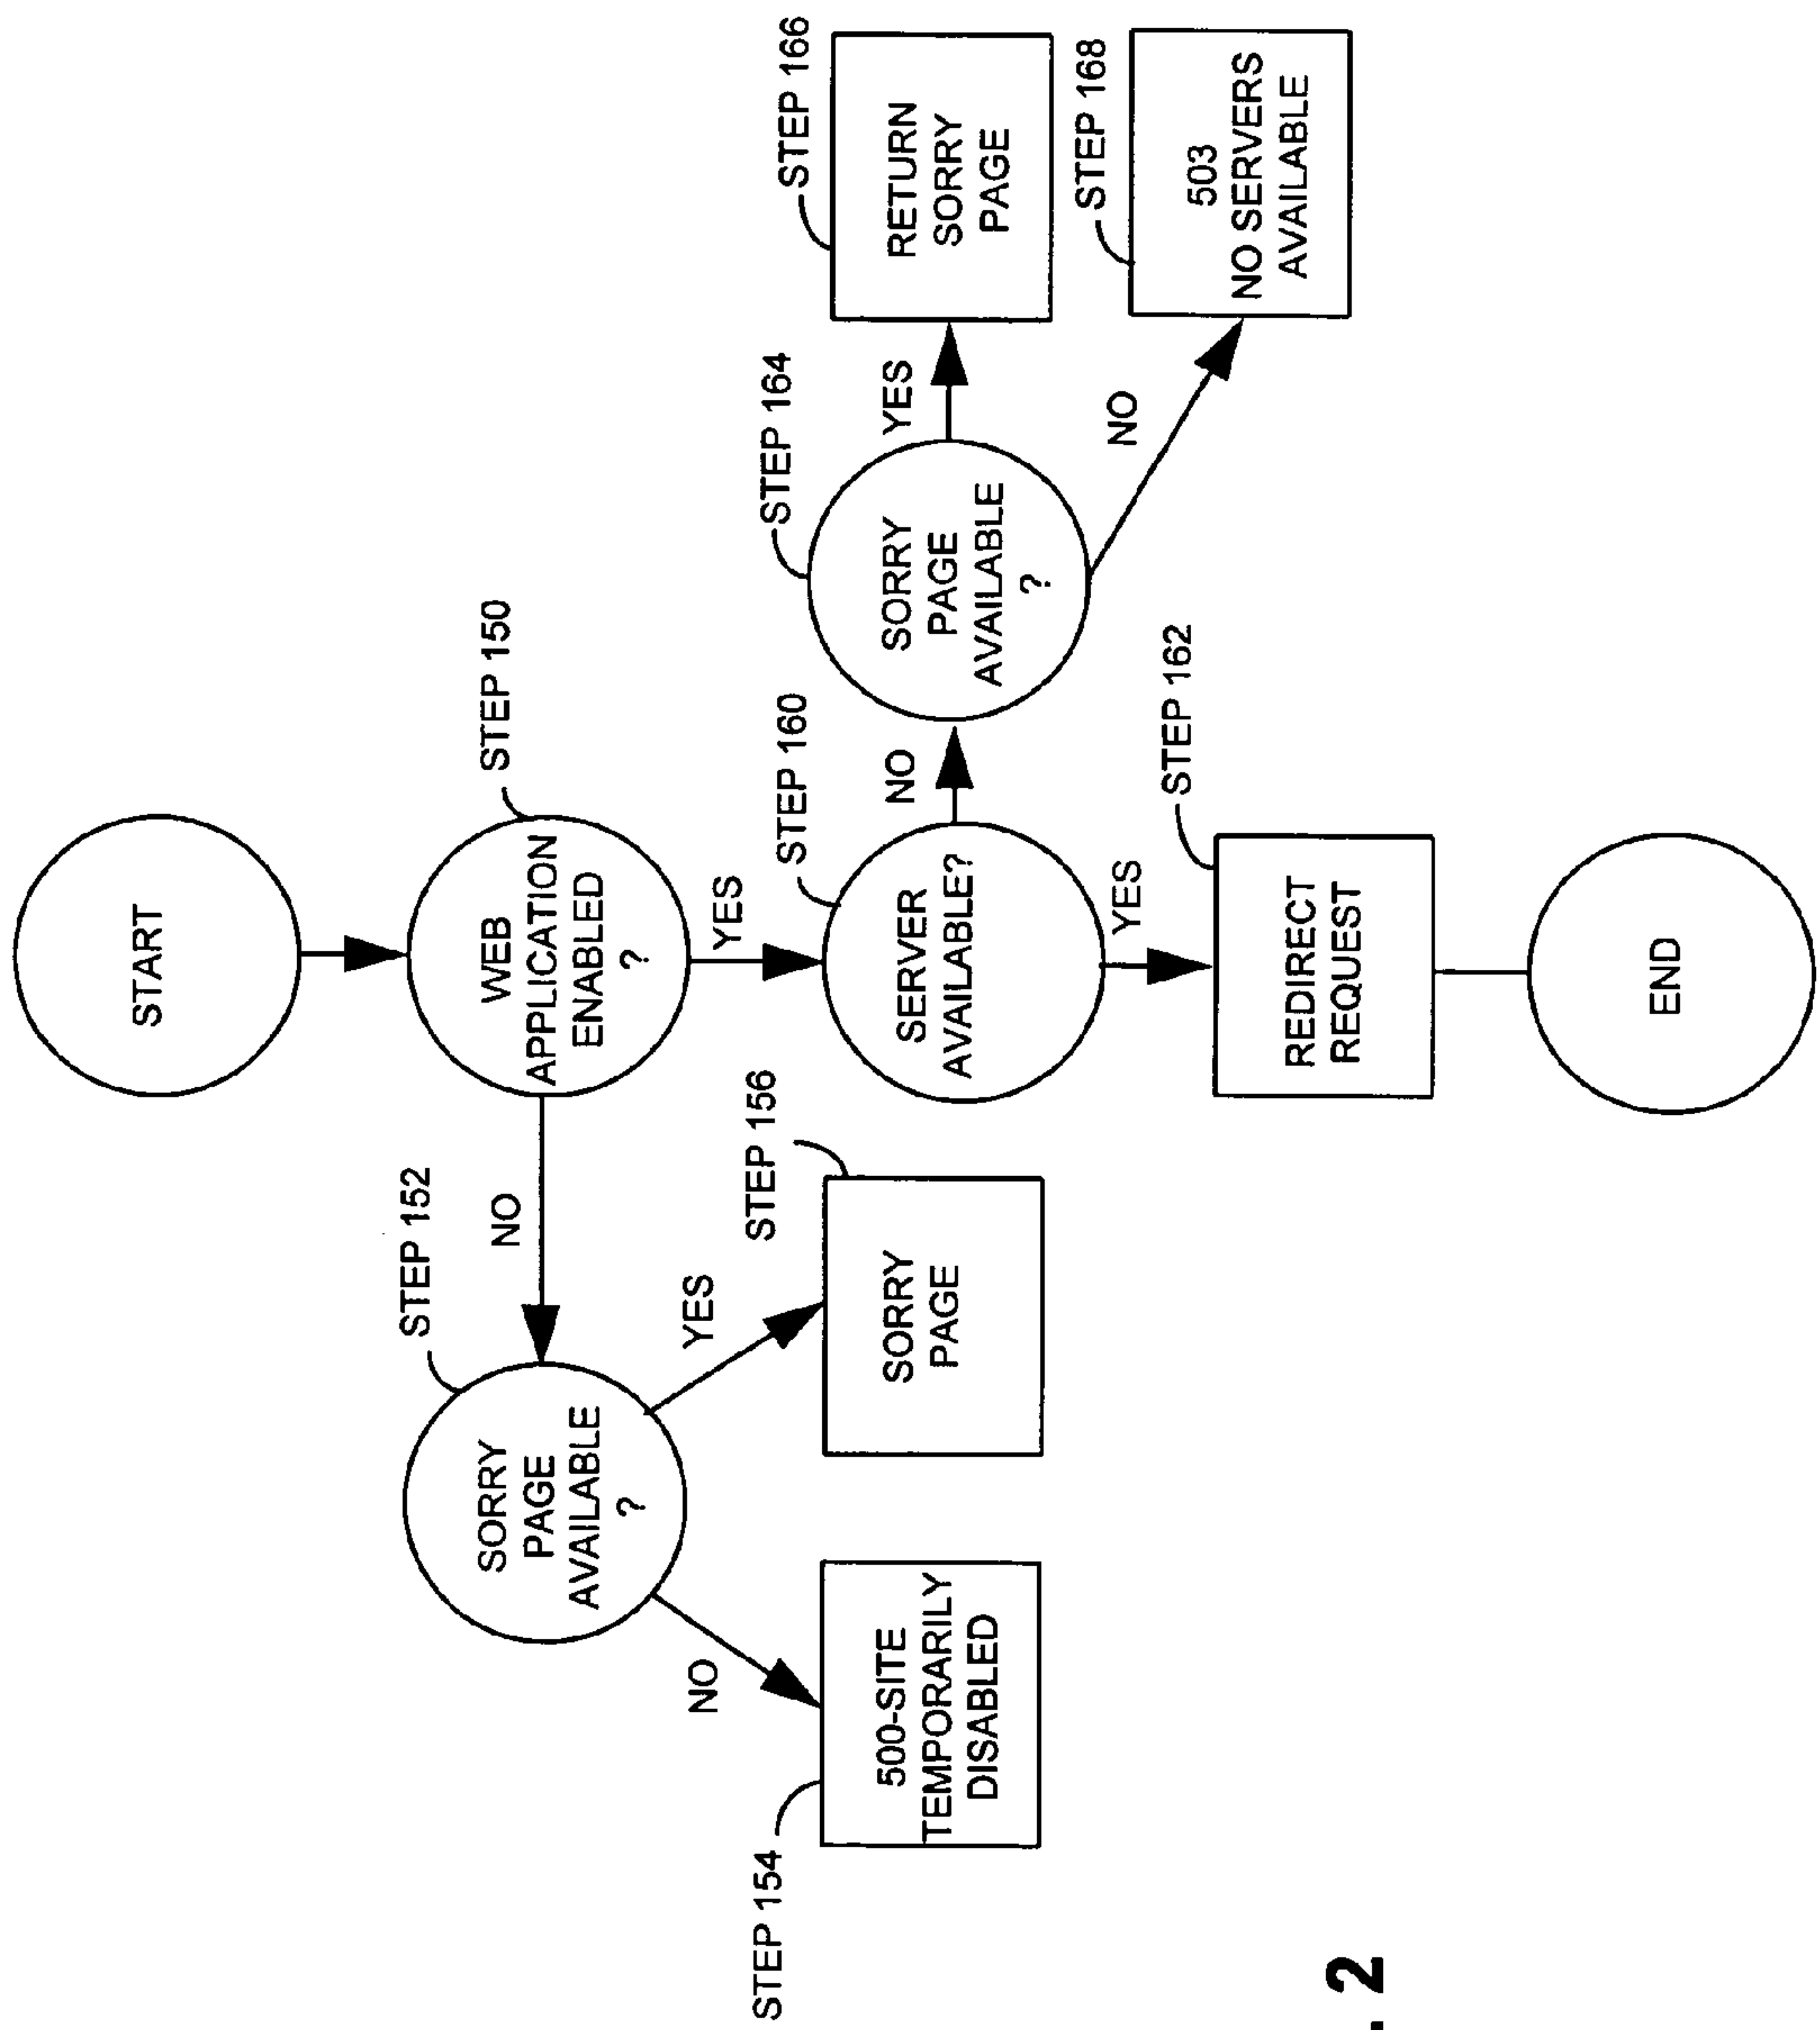 START
STEP 150
WEB
APPLICATION
ENABLED
?
NO
STEP 152
SORRY
PAGE
AVAILABLE
?
NO
YES
STEP 154
500-SITE
TEMPORARILY
DISABLED
STEP 156
SORRY
PAGE
YES
STEP 160
SERVER
AVAILABLE?
NO
STEP 164
SORRY
PAGE
AVAILABLE
?
YES
STEP 166
RETURN
SORRY
PAGE
NO
STEP 168
503
NO SERVERS
AVAILABLE
YES
STEP 162
REDIRECT
REQUEST
END
. 2